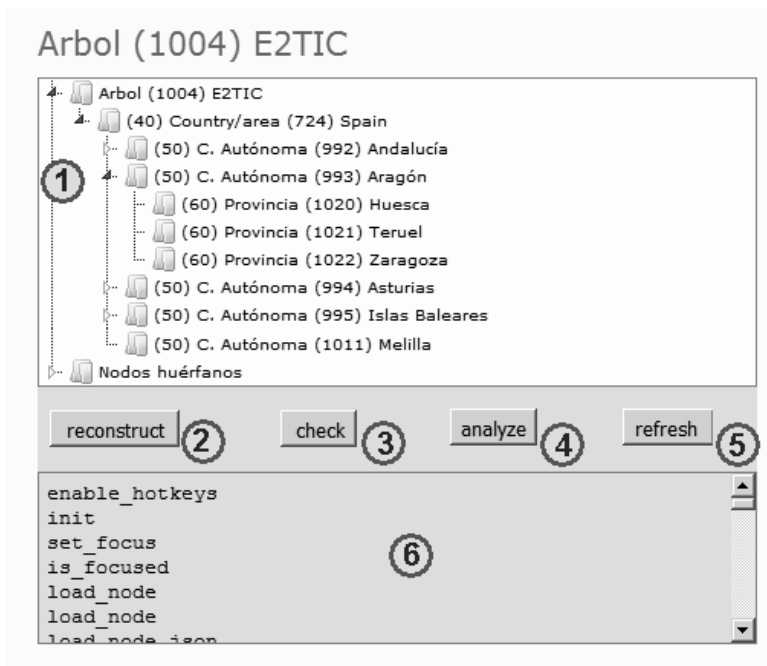 Arbol (1004) E2TIC
Arbol (1004) E2TIC
(40) Country/area (724) Spain
(50) C. Autónoma (992) Andalucía
1
(50) C. Autónoma (993) Aragón
(60) Provincia (1020) Huesca
(60) Provincia (1021) Teruel
(60) Provincia (1022) Zaragoza
(50) C. Autónoma (994) Asturias
(50) C. Autónoma (995) Islas Baleares
(50) C. Autónoma (1011) Melilla
Nodos huérfanos
reconstruct 2 check 3 analyze 4 refresh 5
enable_hotkeys
init
set_focus
is_focused
6
load_node
load_node
load_node_json